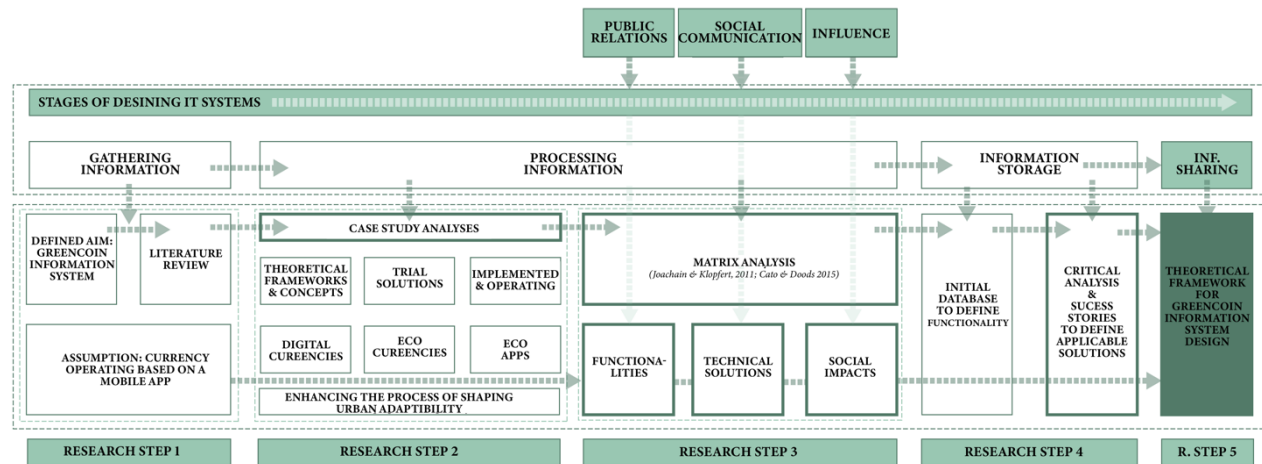 PUBLIC
RELATIONS
SOCIAL
COMMUNICATION
INFLUENCE
STAGES OF DESINING IT SYSTEMS
GATHERING
INFORMATION
PROCESSING
INFORMATION
INFORMATION
STORAGE
INF.
SHARING
DEFINED AIM:
GREENCOIN
INFORMATION
SYSTEM
LITERATURE
REVIEW
ASSUMPTION: CURRENCY
OPERATING BASED ON A
MOBILE APP
CASE STUDY ANALYSES
THEORETICAL
FRAMEWORKS
& CONCEPTS
TRIAL
SOLUTIONS
IMPLEMENTED
& OPERATING
DIGITAL
CUREENCIES
ECO
CUREENCIES
ECO
APPS
ENHANCING THE PROCESS OF SHAPING
URBAN ADAPTIBILITY
MATRIX ANALYSIS
(Joachain & Klopfert, 2011; Cato & Doods 2015)
FUNCTIONA-
LITIES
TECHNICAL
SOLUTIONS
SOCIAL
IMPACTS
INITIAL
DATABASE
TO DEFINE
FUNCTIONALITY
CRITICAL
ANALYSIS
&
SUCESS
STORIES
TO DEFINE
APPLICABLE
SOLUTIONS
THEORETICAL
FRAMEWORK
FOR
GREENCOIN
INFORMATION
SYSTEM
DESIGN
RESEARCH STEP 1
RESEARCH STEP 2
RESEARCH STEP 3
RESEARCH STEP 4
R. STEP 5